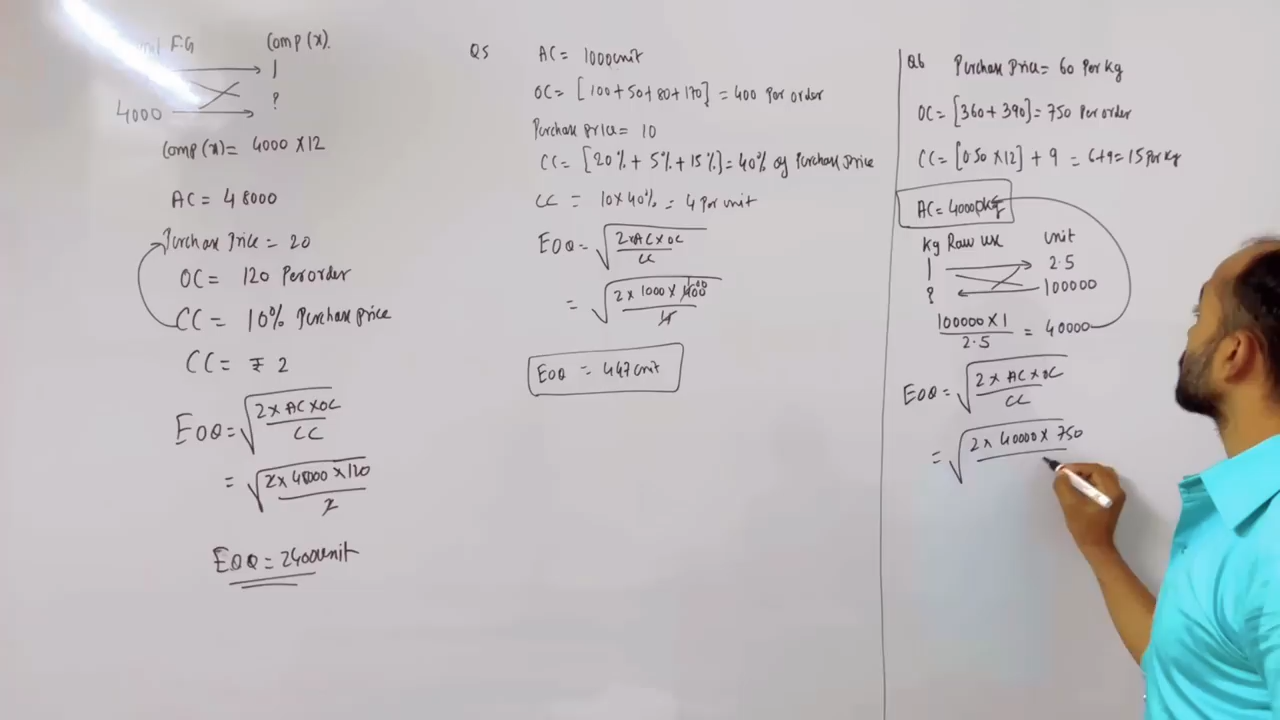 F.G Comp (x).
1
4000 ?
Comp (x) = 4000 X 12
AC = 48000
Purchase Price = 20
OC = 120 Per order
CC = 10% Purchase price
CC = ₹ 2
EOQ = √ 2 x AC x OC / CC
= √ 2 x 48000 x 120 / 2
EOQ = 2400 unit
Q5 AC = 1000 unit
OC = [100 + 50 + 80 + 170] = 400 Per order
Purchase price = 10
CC = [20% + 5% + 15%] = 40% of Purchase price
CC = 10 x 40% = 4 Per unit
EOQ = √ 2 x AC x OC / CC
= √ 2 x 1000 x 400 100 / 4
EOQ = 447 unit
Q6 Purchase Price = 60 Per Kg
OC = [360 + 390] = 750 Per order
CC = [0.50 X 12] + 9 = 6 + 9 = 15 Per Kg
AC = 40000 Kg
Kg Raw unit
1 2.5
? 100000
100000 X 1 / 2.5 = 40000
EOQ = √ 2 x AC x OC / CC
= √ 2 x 40000 x 750